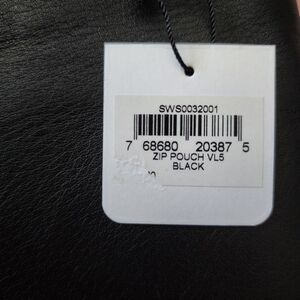 SWS0032001
7 68680 20387 5
ZIP POUCH VL5
BLACK